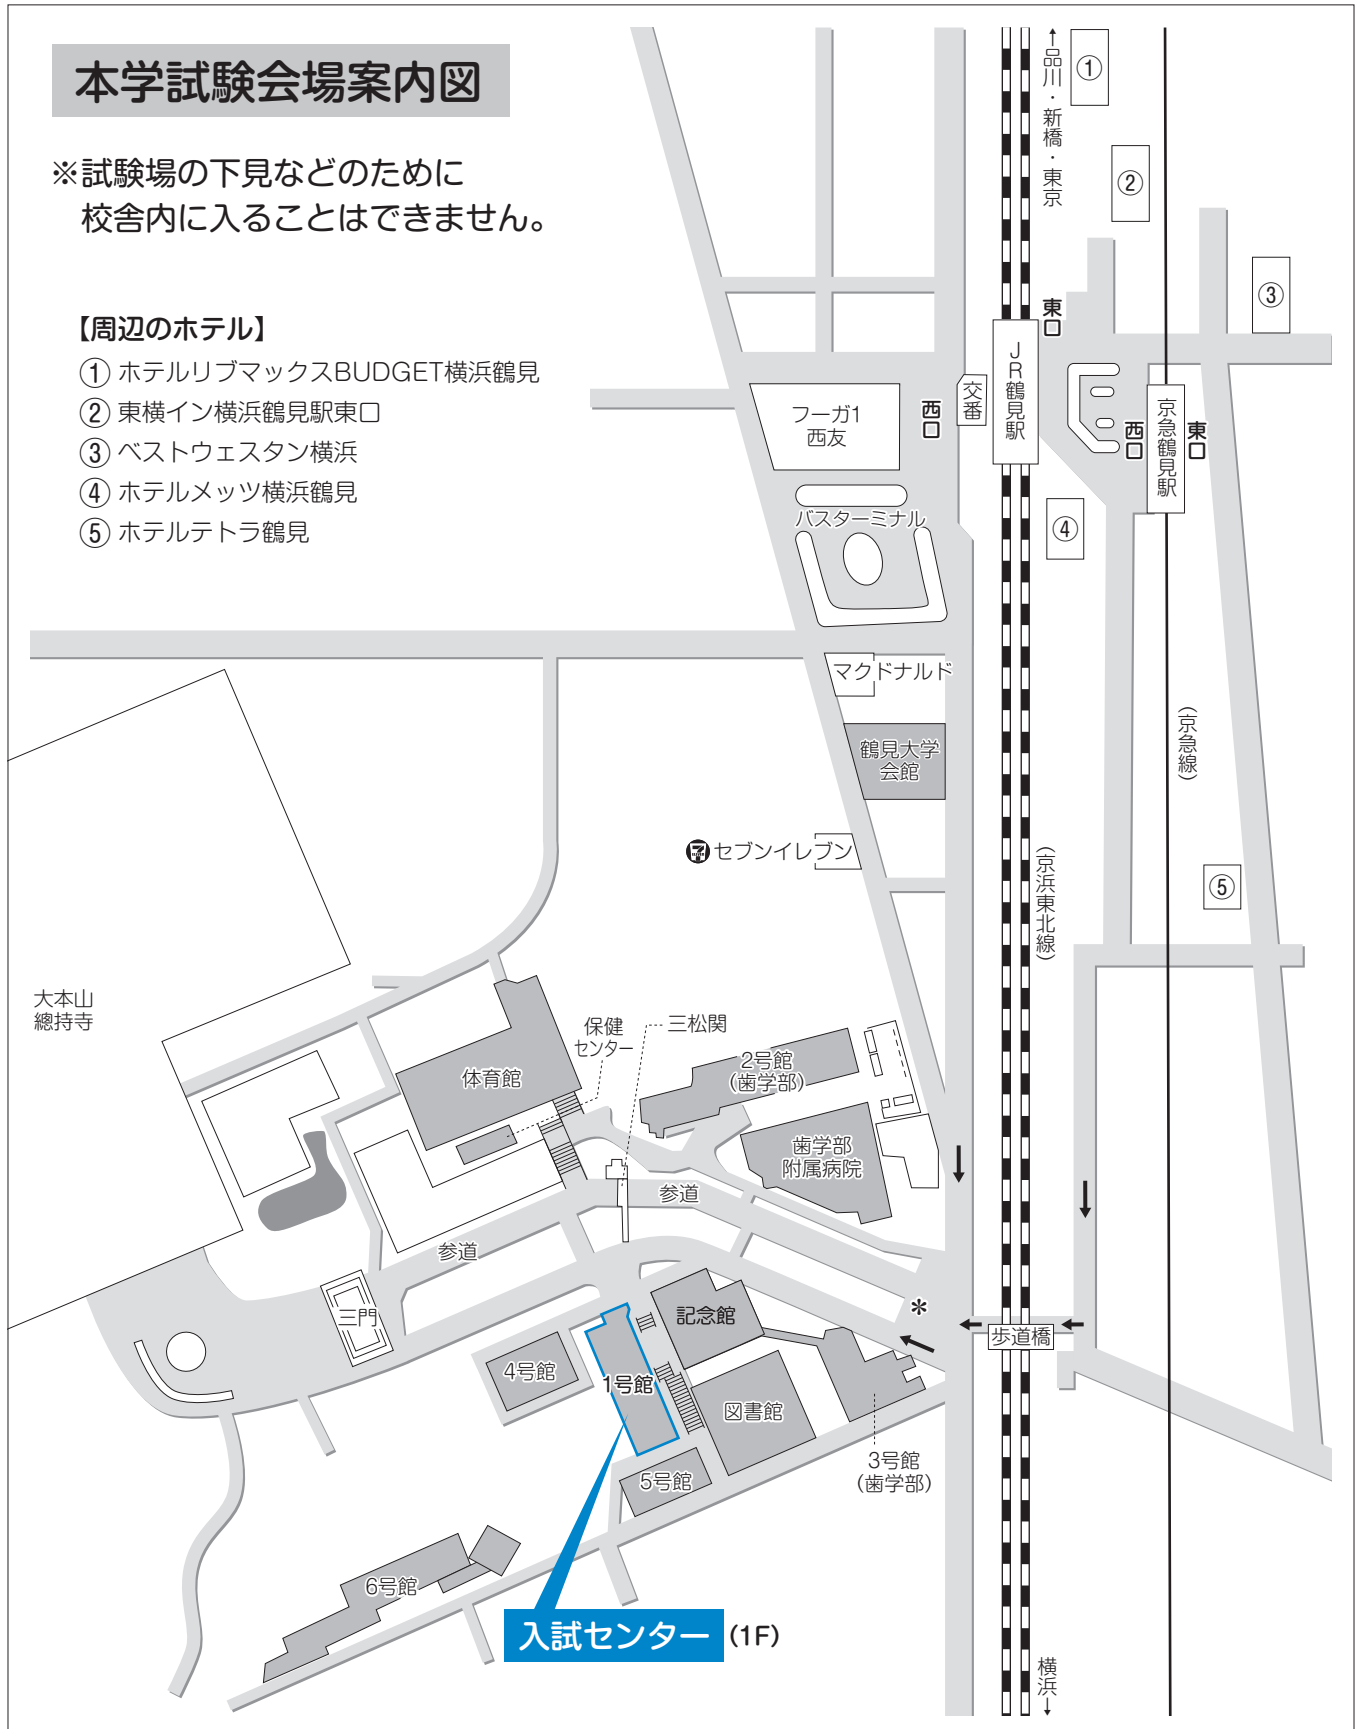 本学試験会場案内図
※試験場の下見などのために
校舎内に入ることはできません。
【周辺のホテル】
① ホテルリブマックスBUDGET横浜鶴見
② 東横イン横浜鶴見駅東口
③ ベストウェスタン横浜
④ ホテルメッツ横浜鶴見
⑤ ホテルテトラ鶴見
←品川・新橋・東京
①
②
③
東口
JR鶴見駅
交番
西口
フーガ1
西友
西口
京急鶴見駅
東口
バスターミナル
④
マクドナルド
鶴見大学
会館
(京急線)
セブンイレブン
(京浜東北線)
⑤
大本山
總持寺
保健
センター
三松関
体育館
2号館
(歯学部)
歯学部
附属病院
参道
参道
三門
記念館
*
歩道橋
4号館
1号館
図書館
3号館
(歯学部)
5号館
6号館
入試センター (1F)
横浜→